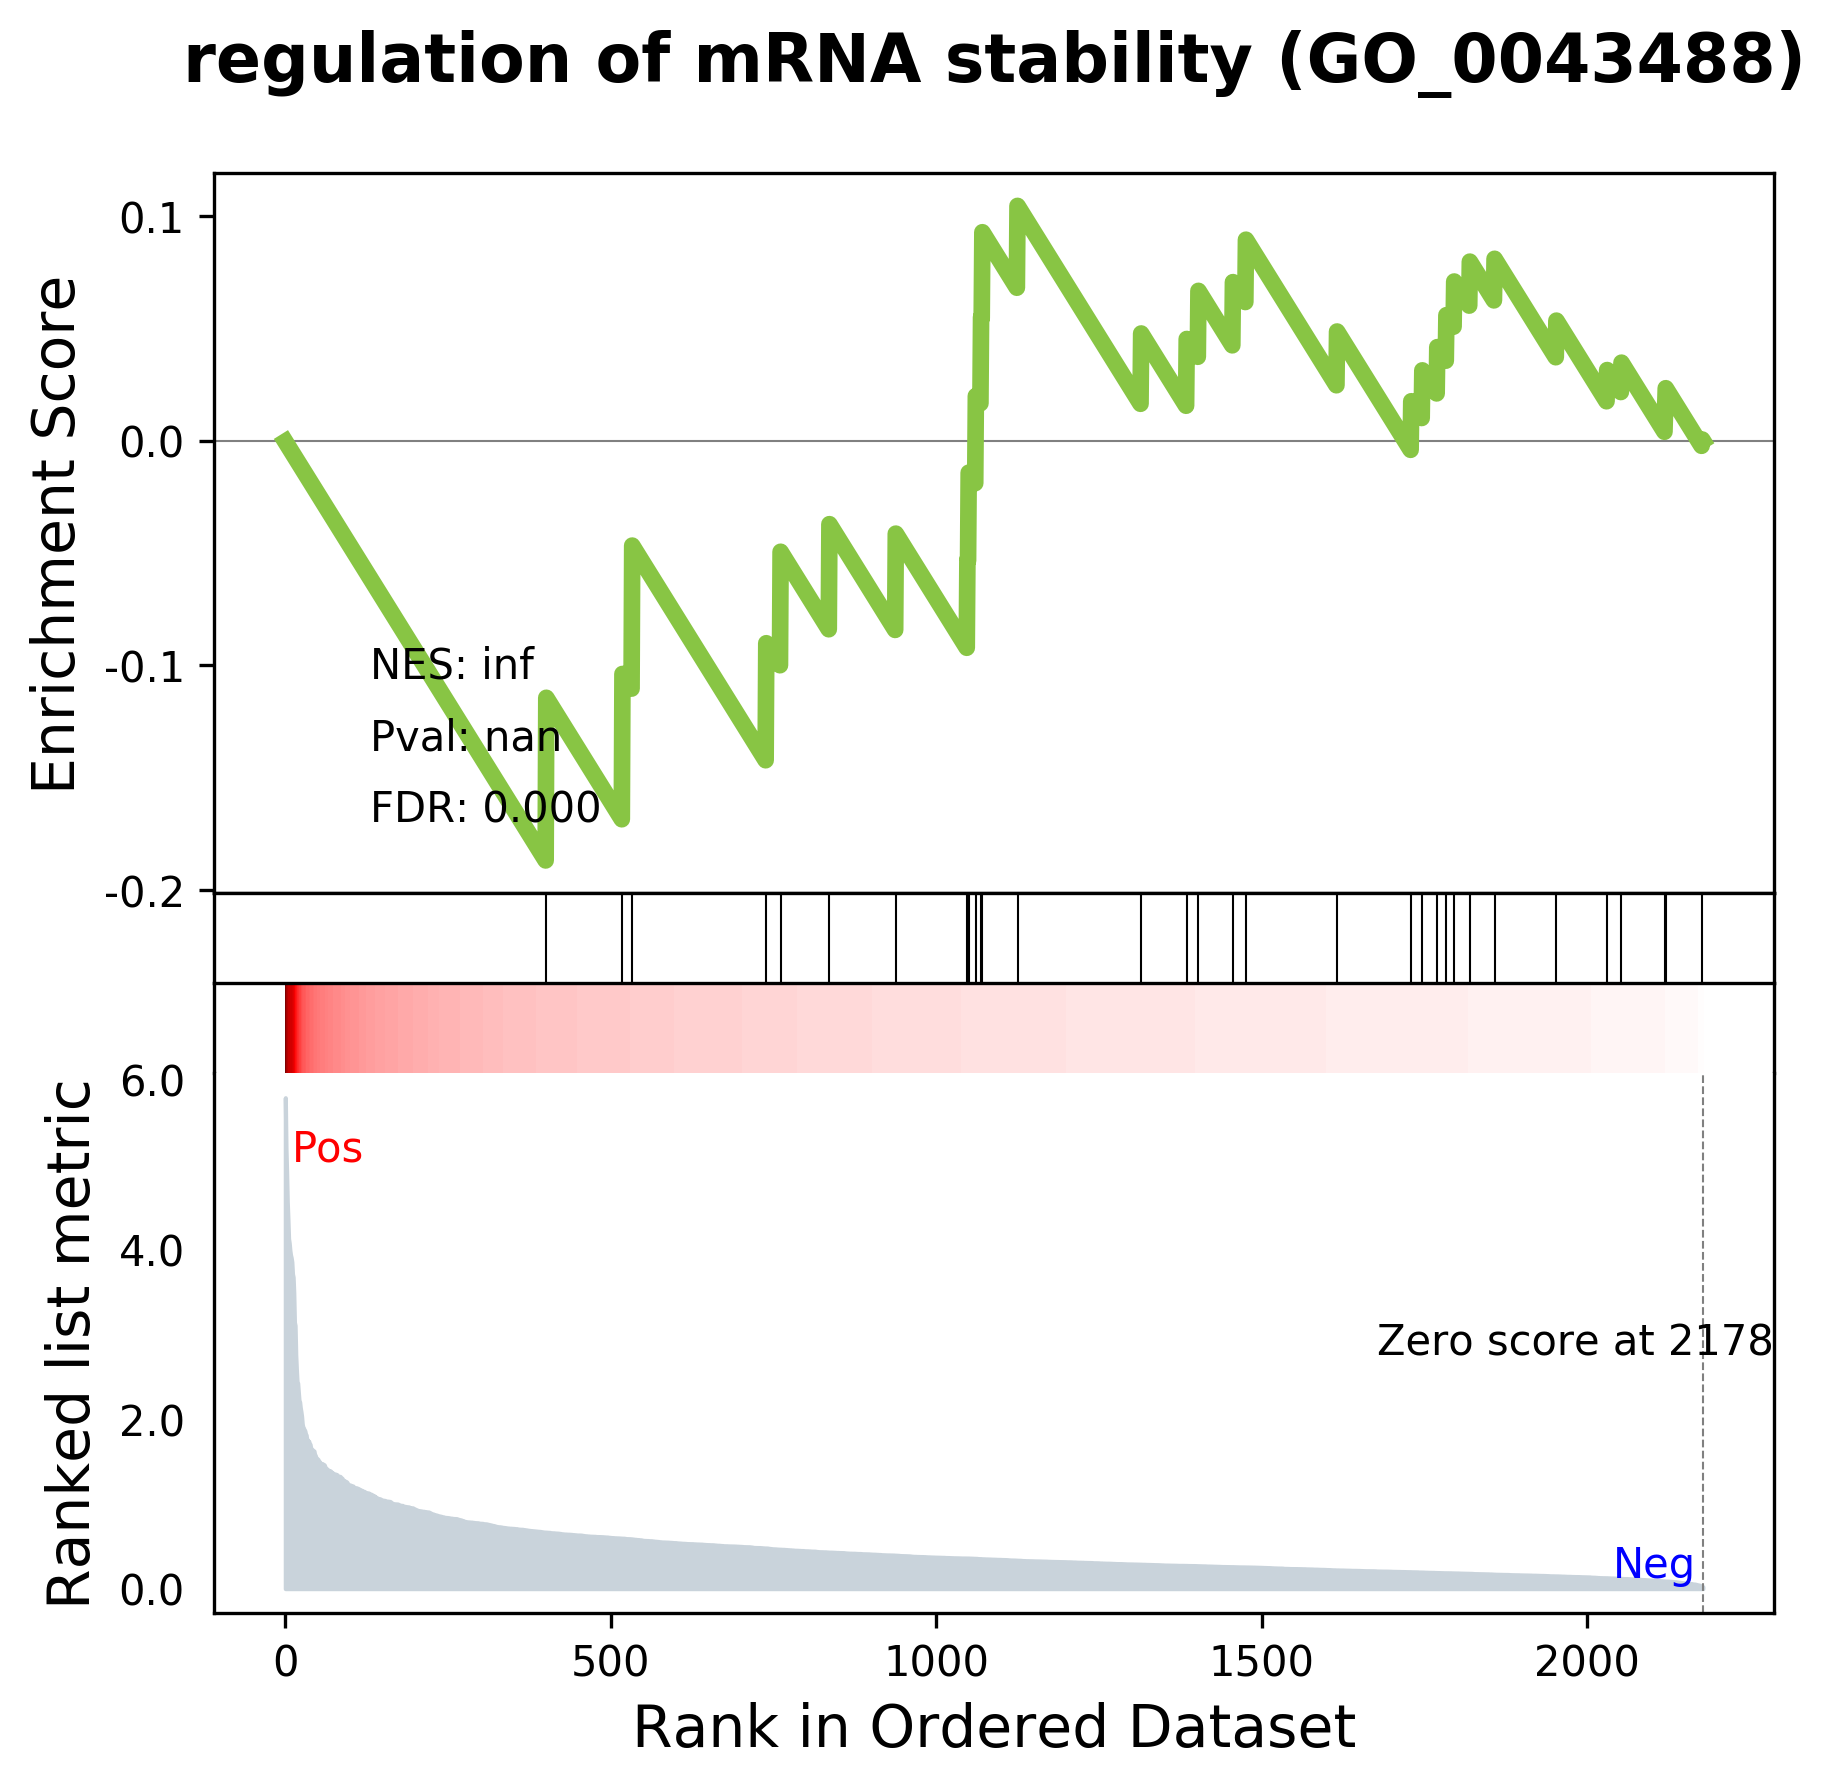 regulation of mRNA stability (GO_0043488)
Enrichment Score
0.1
0.0
-0.1
-0.2
NES: inf
Pval: nan
FDR: 0.000
Ranked list metric
6.0
4.0
2.0
0.0
Pos
Zero score at 2178
Neg
0 500 1000 1500 2000
Rank in Ordered Dataset